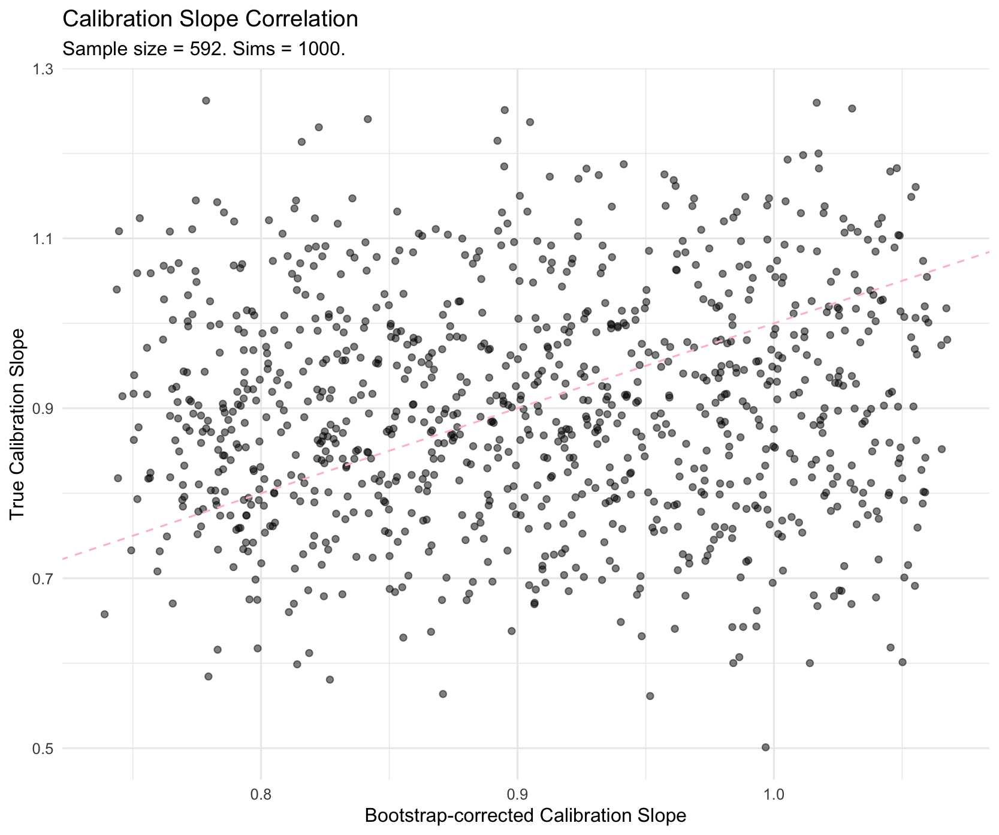 Calibration Slope Correlation
Sample size = 592. Sims = 1000.
1.3
1.1
0.9
0.7
0.5
True Calibration Slope
0.8
0.9
1.0
Bootstrap-corrected Calibration Slope